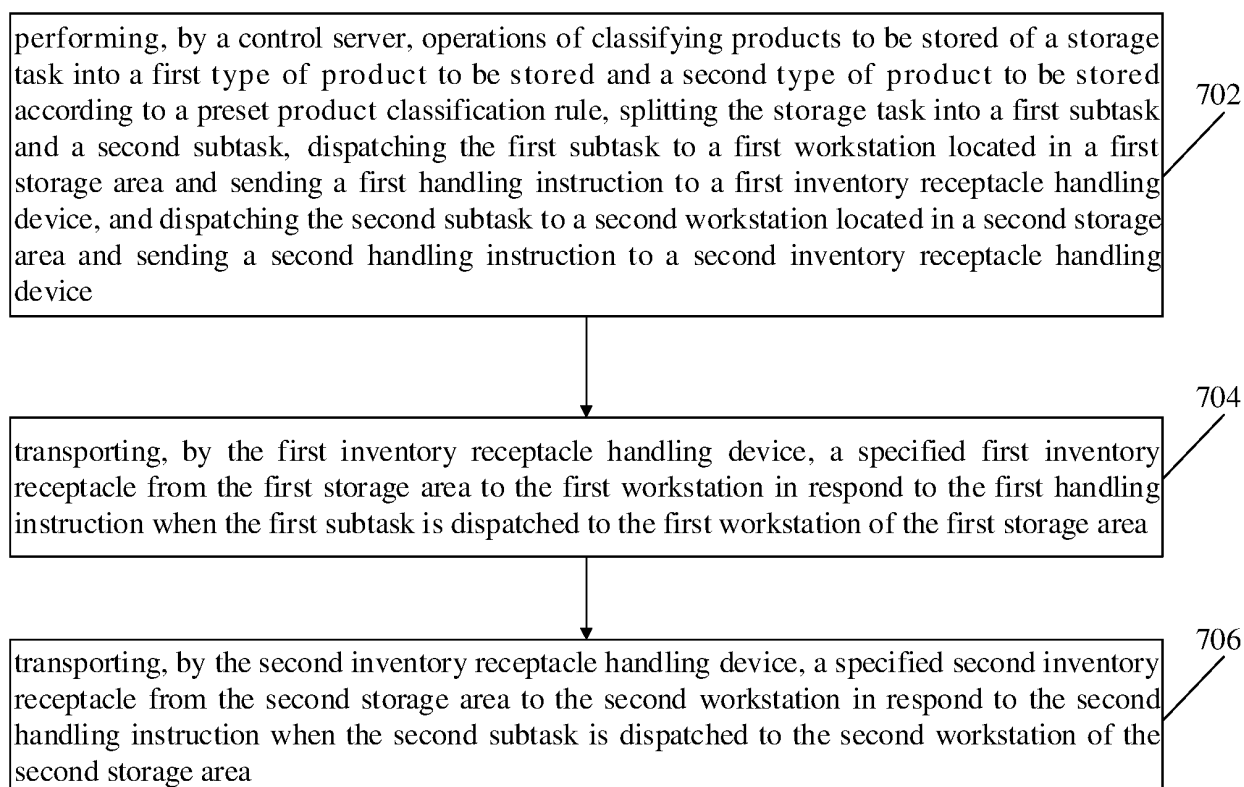 performing, by a control server, operations of classifying products to be stored of a storage
task into a first type of product to be stored and a second type of product to be stored
according to a preset product classification rule, splitting the storage task into a first subtask
and a second subtask, dispatching the first subtask to a first workstation located in a first
storage area and sending a first handling instruction to a first inventory receptacle handling
device, and dispatching the second subtask to a second workstation located in a second storage
area and sending a second handling instruction to a second inventory receptacle handling
device
702
transporting, by the first inventory receptacle handling device, a specified first inventory
receptacle from the first storage area to the first workstation in respond to the first handling
instruction when the first subtask is dispatched to the first workstation of the first storage area
704
transporting, by the second inventory receptacle handling device, a specified second inventory
receptacle from the second storage area to the second workstation in respond to the second
handling instruction when the second subtask is dispatched to the second workstation of the
second storage area
706